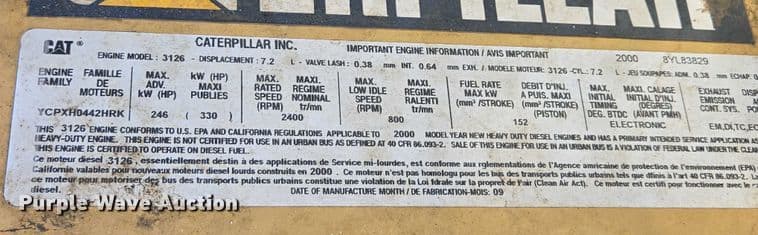 CATERPILLAR
CAT® CATERPILLAR INC. IMPORTANT ENGINE INFORMATION / AVIS IMPORTANT 2000 8YL83829
ENGINE MODEL: 3126 - DISPLACEMENT: 7.2 L - VALVE LASH: 0.38 mm INT. 0.64 mm EXH. / MODELE MOTEUR: 3126 -CYL.: 7.2 L - JEU SOUPAPES: ADM. 0.38 mm ECHAP. 0
ENGINE FAMILY FAMILLE DE MOTEURS MAX. ADV. kW (HP) kW (HP) MAXI PUBLIES MAX. RATED SPEED (RPM) MAXI. REGIME NOMINAL tr/mn MAX. LOW IDLE SPEED (RPM) MAXI. REGIME RALENTI tr/mn FUEL RATE MAX kW (mm³/STROKE) DEBIT D'INJ. A PUIS. MAXI (mm³/STROKE) (PISTON) MAX. INITIAL TIMING DEG. BTDC MAXI. CALAGE INITIAL D'INJ. (DEGRES) (AVANT PMH) EXHAUST EMISSION CONT. SYS.
YCPXH0442HRK 246 ( 330 ) 2400 800 152 ELECTRONIC EM,DI,TC,EC
THIS 3126 ENGINE CONFORMS TO U.S. EPA AND CALIFORNIA REGULATIONS APPLICABLE TO 2000 MODEL YEAR NEW HEAVY DUTY DIESEL ENGINES AND HAS A PRIMARY INTENDED SERVICE APPLICATION AS
HEAVY-DUTY ENGINE. THIS ENGINE IS NOT CERTIFIED FOR USE IN AN URBAN BUS AS DEFINED AT 40 CFR 86.093-2. SALE OF THIS ENGINE FOR USE IN AN URBAN BUS IS A VIOLATION OF FEDERAL LAW UNDER THE CLEAN
THIS ENGINE IS CERTIFIED TO OPERATE ON DIESEL FUEL.
Ce moteur diesel 3126, essentiellement destin à des applications de Service mi-lourdes, est conforme aux rglementations de l'Agence amricaine de protection de l'environnement (EPA)
Californie valables pour nouveaux moteurs diesel lourds construits en 2000. Ce moteur n'est pas homologu pour les bus des transports publics urbains tels que dfinis à l'art 40 CFR 86.093-2.
ce moteur pour motoriser des bus des transports publics urbains constitue une violation de la Loi fdrale sur la propret de l'air (Clean Air Act). Ce moteur est certifi pour fonctionner avec le
diesel.
DATE OF MANUFACTURE MONTH / DE FABRICATION-MOIS: 09
Purple Wave Auction